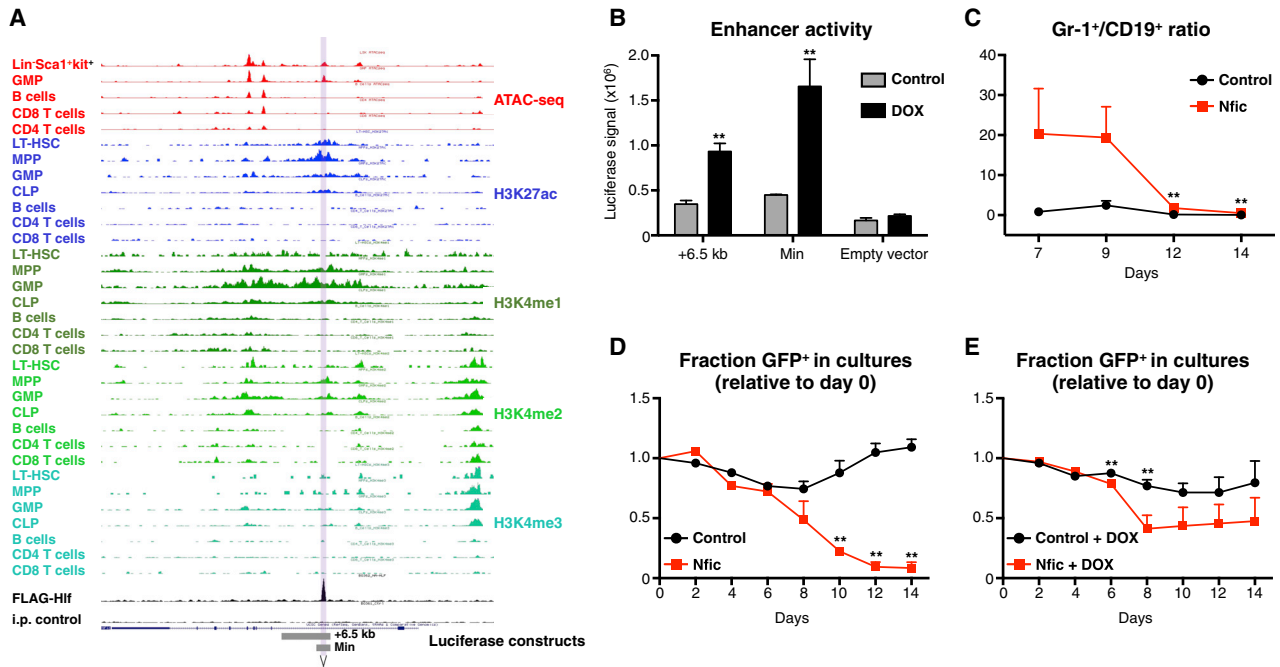 A
Lin⁻Sca1⁺kit⁺
GMP
B cells
CD8 T cells
CD4 T cells
ATAC-seq
LT-HSC
MPP
GMP
CLP
B cells
CD4 T cells
CD8 T cells
H3K27ac
LT-HSC
MPP
GMP
CLP
B cells
CD4 T cells
CD8 T cells
H3K4me1
LT-HSC
MPP
GMP
CLP
B cells
CD4 T cells
CD8 T cells
H3K4me2
LT-HSC
MPP
GMP
CLP
B cells
CD4 T cells
CD8 T cells
H3K4me3
FLAG-Hlf
i.p. control
+6.5 kb
Min
Luciferase constructs
B
Enhancer activity
Luciferase signal (x10⁶)
2.0
1.5
1.0
0.5
0
Control
DOX
**
**
+6.5 kb
Min
Empty vector
C
Gr-1⁺/CD19⁺ ratio
40
30
20
10
0
Control
Nfic
**
**
7
9
12
14
Days
D
Fraction GFP⁺ in cultures
(relative to day 0)
1.5
1.0
0.5
0
Control
Nfic
**
**
**
0 2 4 6 8 10 12 14
Days
E
Fraction GFP⁺ in cultures
(relative to day 0)
1.5
1.0
0.5
0
**
**
Control + DOX
Nfic + DOX
0 2 4 6 8 10 12 14
Days